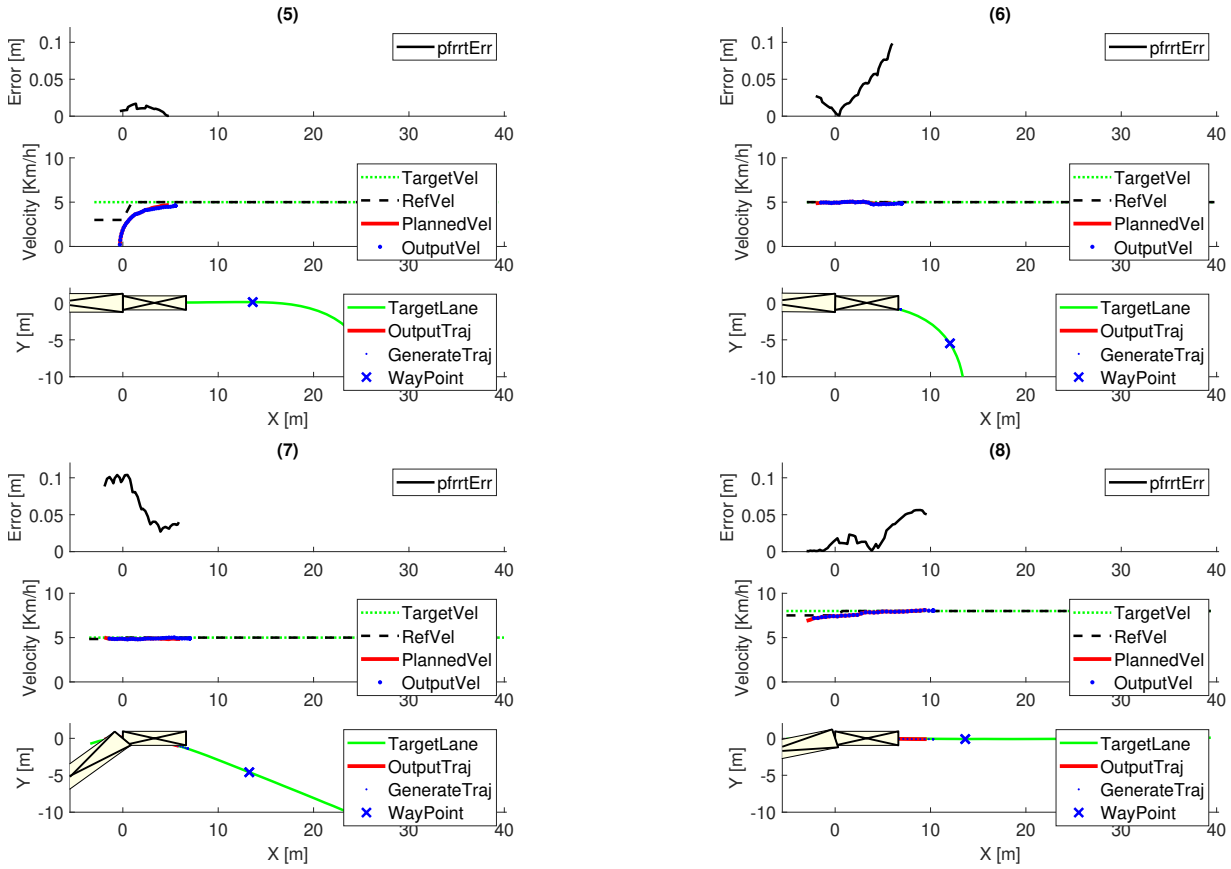 (5)
Error [m]
0.1
0.05
0
pfrrtErr
0 10 20 30 40
Velocity [Km/h]
10
5
0
TargetVel
RefVel
PlannedVel
OutputVel
0 10 20 30 40
Y [m]
0
-5
-10
TargetLane
OutputTraj
GenerateTraj
WayPoint
0 10 20 30 40
X [m]
(6)
Error [m]
0.1
0.05
0
pfrrtErr
0 10 20 30 40
Velocity [Km/h]
10
5
0
TargetVel
RefVel
PlannedVel
OutputVel
0 10 20 30 40
Y [m]
0
-5
-10
TargetLane
OutputTraj
GenerateTraj
WayPoint
0 10 20 30 40
X [m]
(7)
Error [m]
0.1
0.05
0
pfrrtErr
0 10 20 30 40
Velocity [Km/h]
10
5
0
TargetVel
RefVel
PlannedVel
OutputVel
0 10 20 30 40
Y [m]
0
-5
-10
TargetLane
OutputTraj
GenerateTraj
WayPoint
0 10 20 30 40
X [m]
(8)
Error [m]
0.1
0.05
0
pfrrtErr
0 10 20 30 40
Velocity [Km/h]
10
5
0
TargetVel
RefVel
PlannedVel
OutputVel
0 10 20 30 40
Y [m]
0
-5
-10
TargetLane
OutputTraj
GenerateTraj
WayPoint
0 10 20 30 40
X [m]